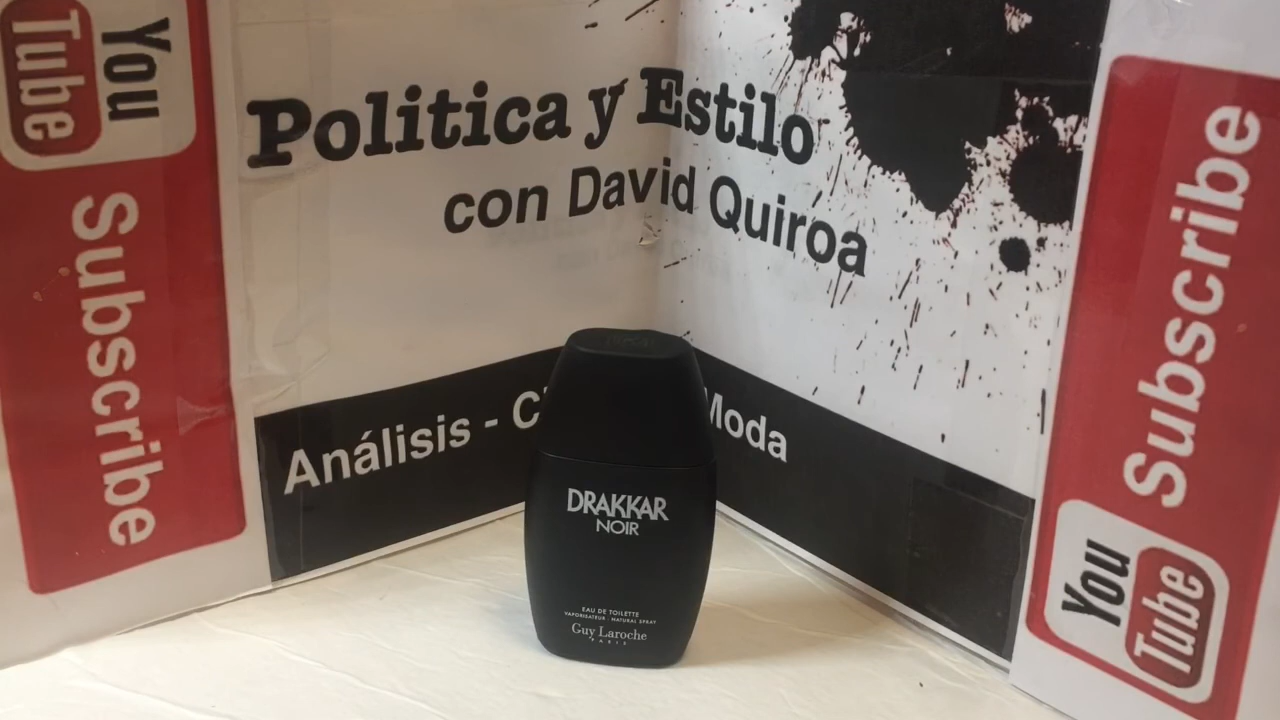 You
Tube
Subscribe
Politica y Estilo
con David Quiroa
Análisis - C
Moda
DRAKKAR
NOIR
EAU DE TOILETTE
VAPORISATEUR · NATURAL SPRAY
Guy Laroche
PARIS
Subscribe
You
Tube